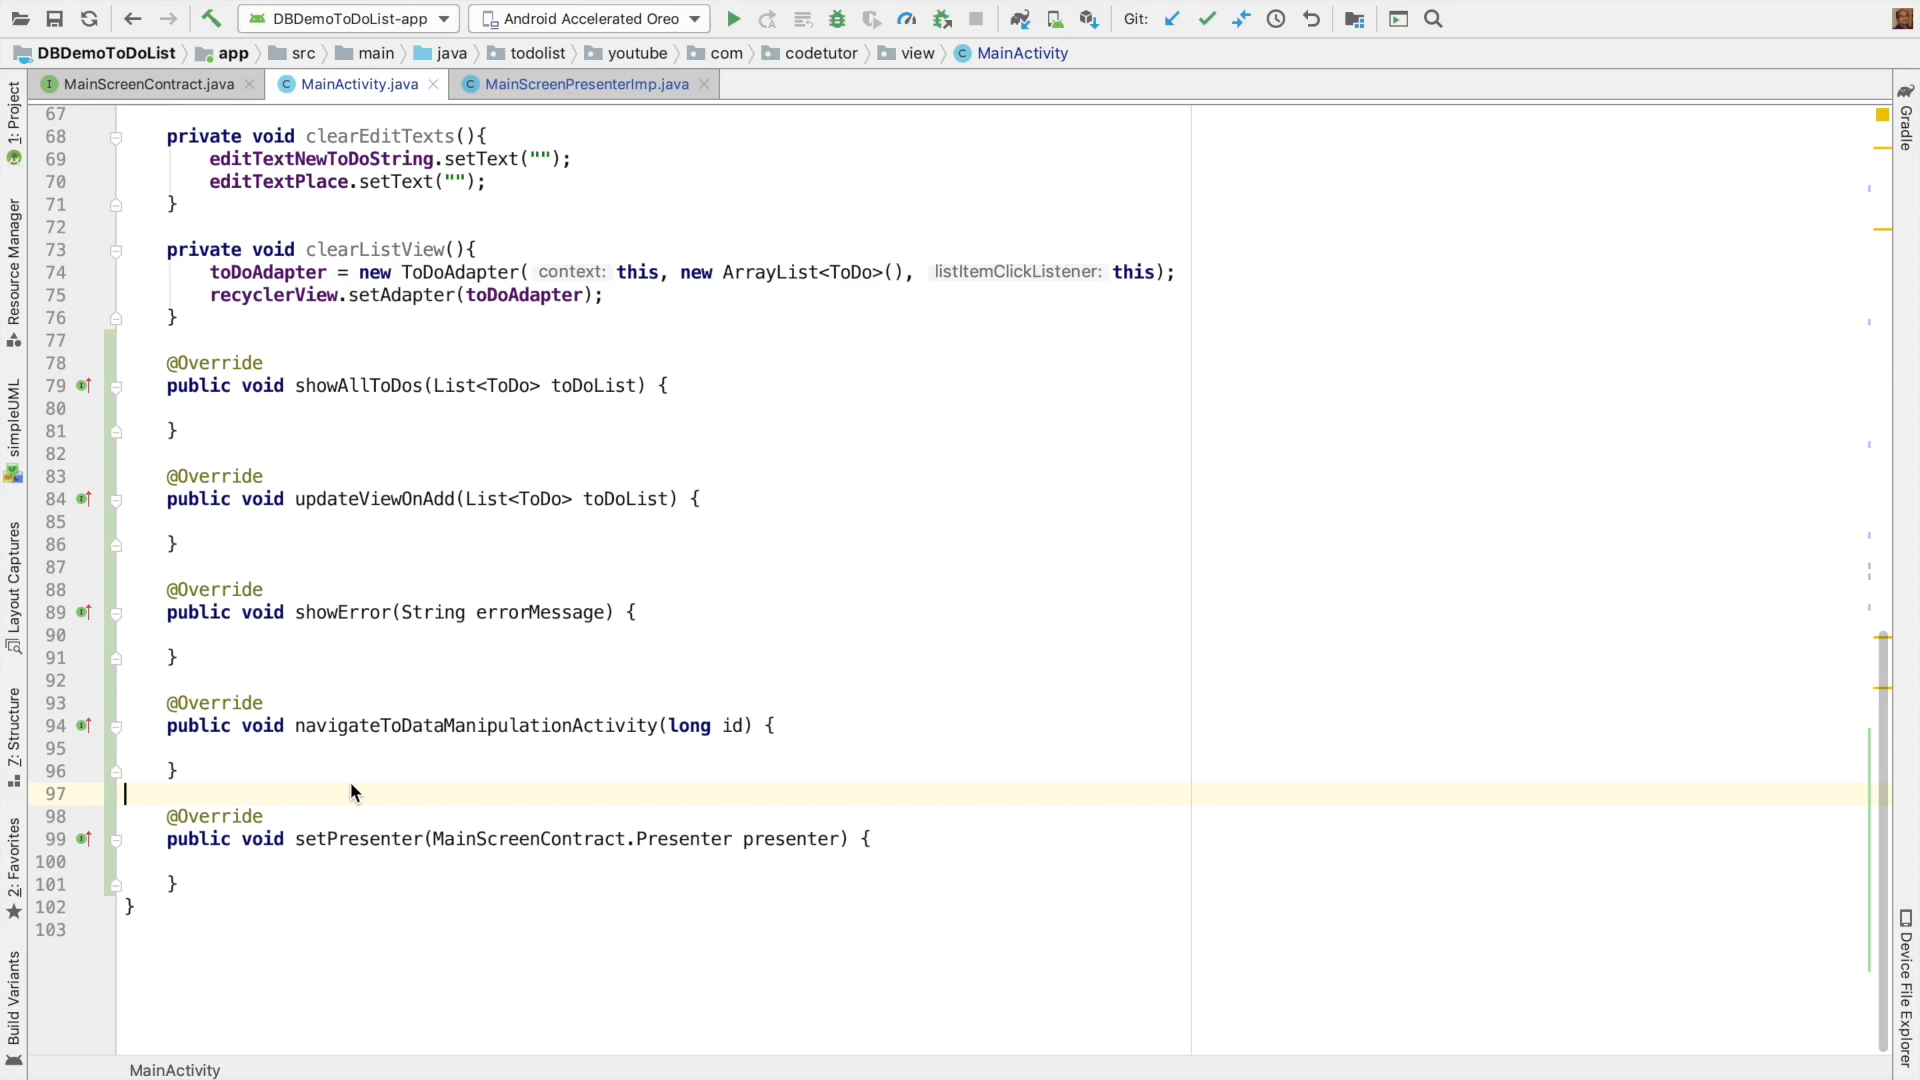 DBDemoToDoList-app
Android Accelerated Oreo
Git:
DBDemoToDoList
app
src
main
java
todolist
youtube
com
codetutor
view
MainActivity
MainScreenContract.java
MainActivity.java
MainScreenPresenterImp.java
1: Project
Resource Manager
simpleUML
Layout Captures
7: Structure
2: Favorites
Build Variants
67
68 private void clearEditTexts(){
69 editTextNewToDoString.setText("");
70 editTextPlace.setText("");
71 }
72
73 private void clearListView(){
74 toDoAdapter = new ToDoAdapter( context: this, new ArrayList<ToDo>(), listItemClickListener: this);
75 recyclerView.setAdapter(toDoAdapter);
76 }
77
78 @Override
79 public void showAllToDos(List<ToDo> toDoList) {
80
81 }
82
83 @Override
84 public void updateViewOnAdd(List<ToDo> toDoList) {
85
86 }
87
88 @Override
89 public void showError(String errorMessage) {
90
91 }
92
93 @Override
94 public void navigateToDataManipulationActivity(long id) {
95
96 }
97
98 @Override
99 public void setPresenter(MainScreenContract.Presenter presenter) {
100
101 }
102 }
103
MainActivity
Gradle
Device File Explorer